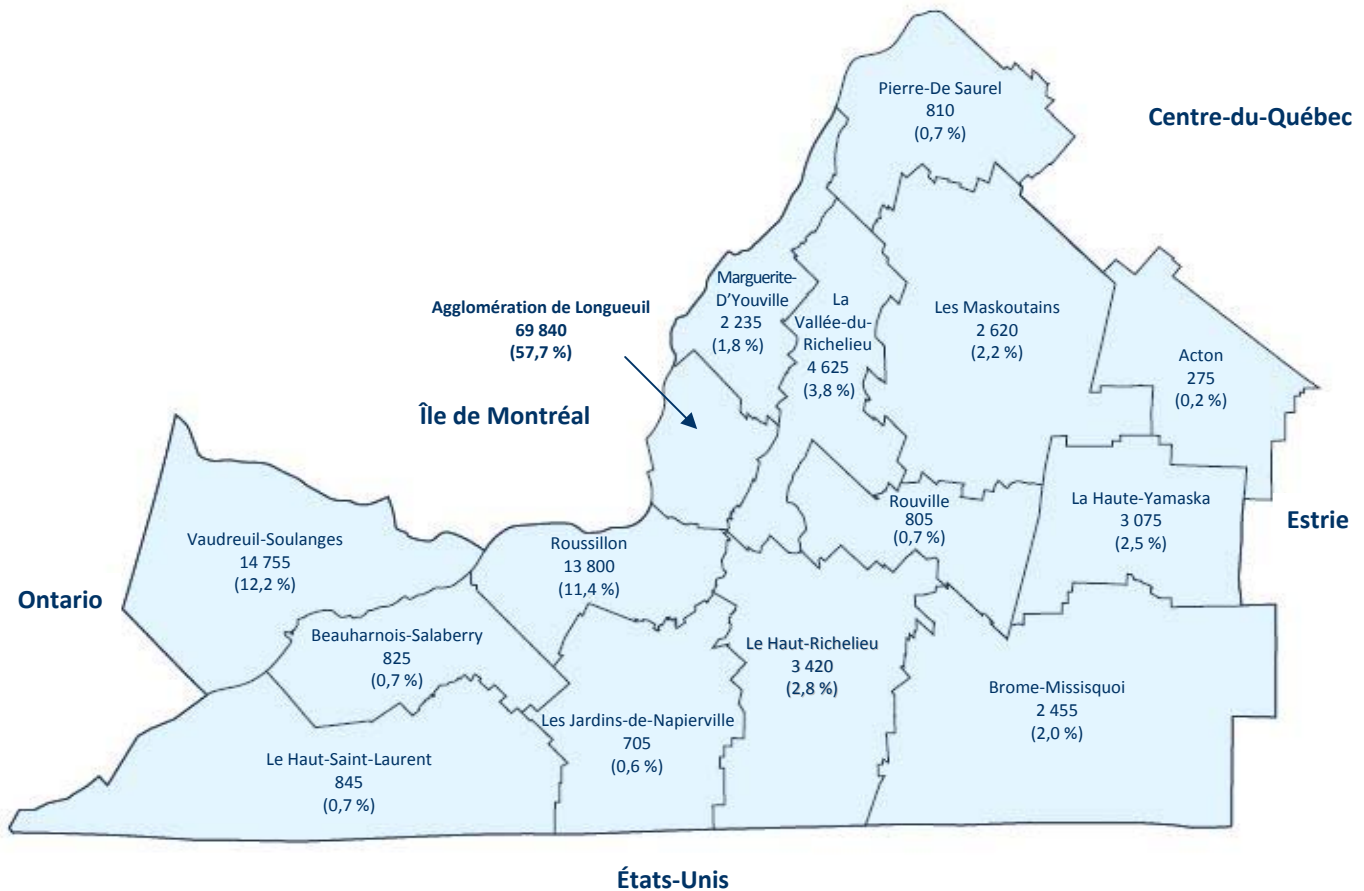 Pierre-De Saurel
810
(0,7 %)
Centre-du-Québec
Marguerite-
D'Youville
2 235
(1,8 %)
La
Vallée-du-
Richelieu
4 625
(3,8 %)
Les Maskoutains
2 620
(2,2 %)
Agglomération de Longueuil
69 840
(57,7 %)
Acton
275
(0,2 %)
Île de Montréal
Vaudreuil-Soulanges
14 755
(12,2 %)
Roussillon
13 800
(11,4 %)
Rouville
805
(0,7 %)
La Haute-Yamaska
3 075
(2,5 %)
Estrie
Ontario
Beauharnois-Salaberry
825
(0,7 %)
Le Haut-Richelieu
3 420
(2,8 %)
Brome-Missisquoi
2 455
(2,0 %)
Les Jardins-de-Napierville
705
(0,6 %)
Le Haut-Saint-Laurent
845
(0,7 %)
États-Unis